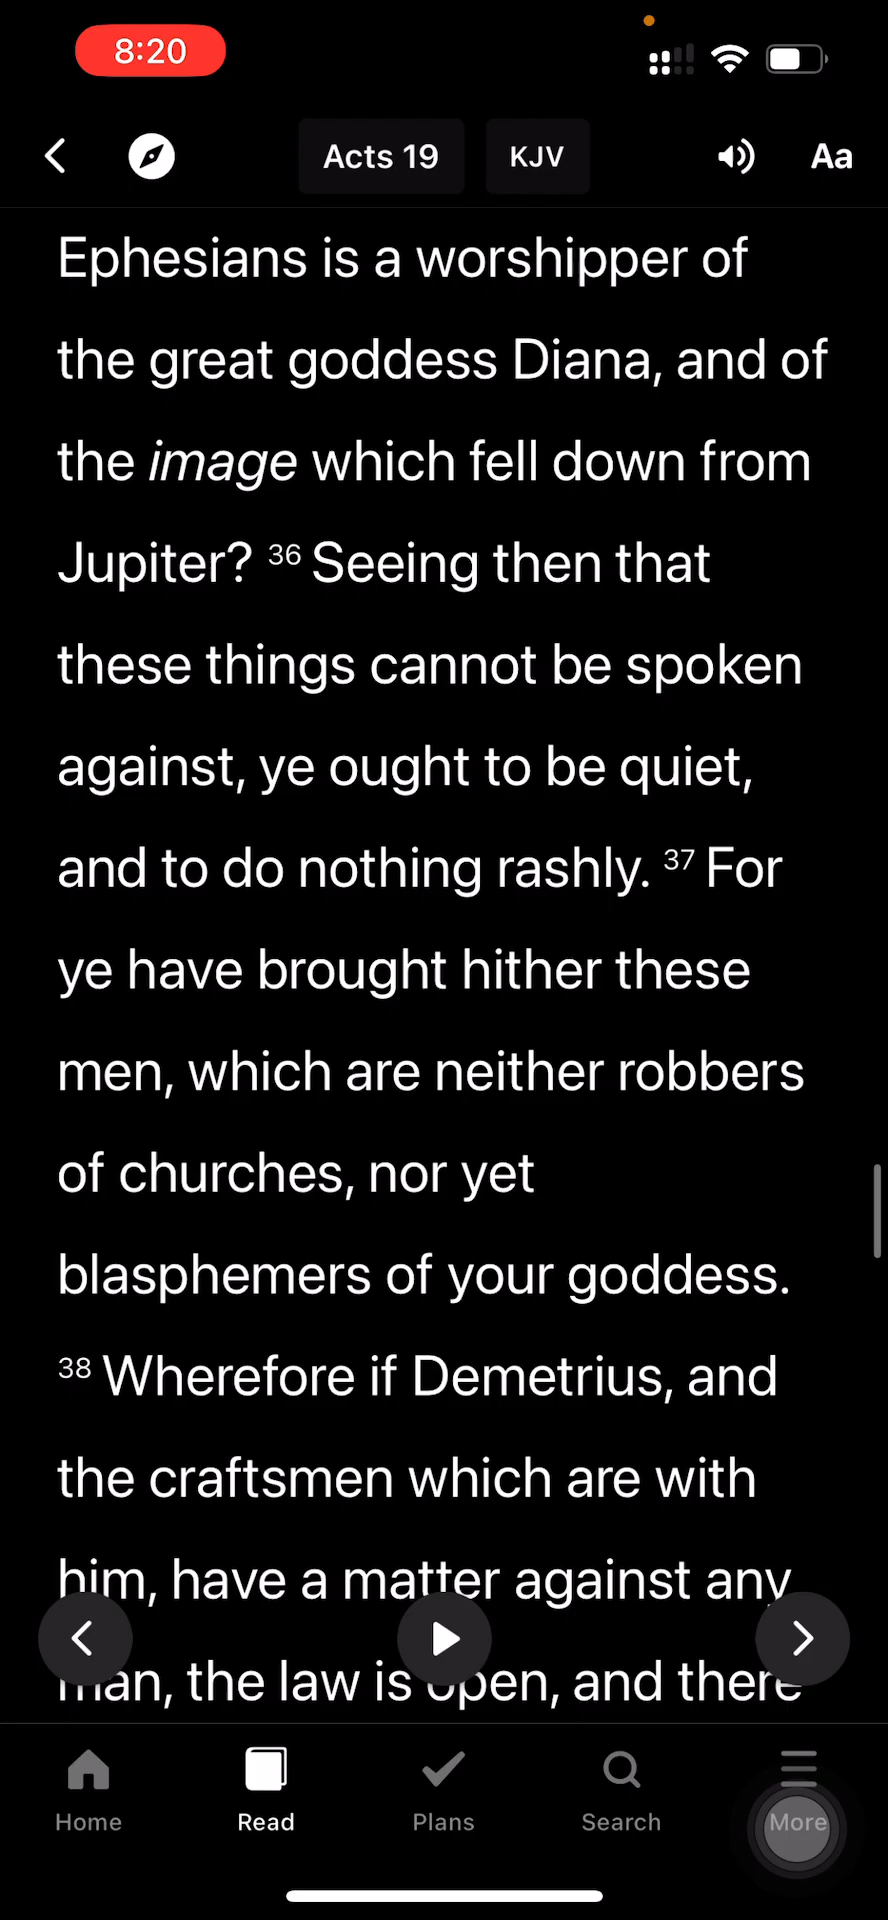 8:20
Acts 19 KJV Aa
Ephesians is a worshipper of
the great goddess Diana, and of
the image which fell down from
Jupiter? 36 Seeing then that
these things cannot be spoken
against, ye ought to be quiet,
and to do nothing rashly. 37 For
ye have brought hither these
men, which are neither robbers
of churches, nor yet
blasphemers of your goddess.
38 Wherefore if Demetrius, and
the craftsmen which are with
him, have a matter against any
man, the law is open, and there
Home Read Plans Search More